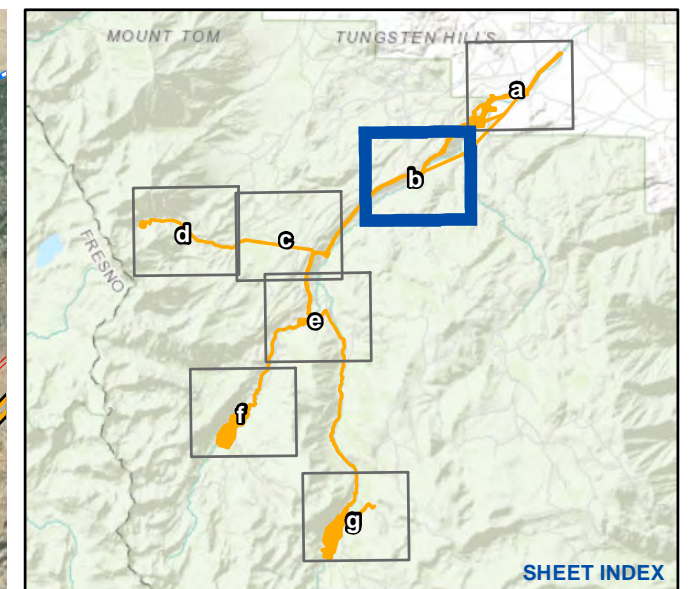 MOUNT TOM
TUNGSTEN HILLS
a
b
d
c
FRESNO
e
f
g
SHEET INDEX